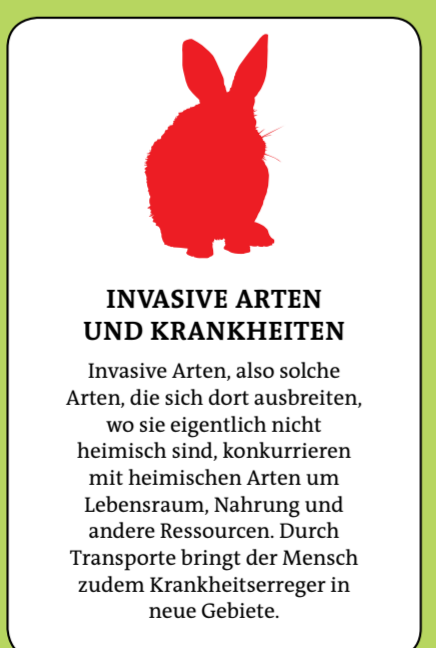 INVASIVE ARTEN
UND KRANKHEITEN
Invasive Arten, also solche
Arten, die sich dort ausbreiten,
wo sie eigentlich nicht
heimisch sind, konkurrieren
mit heimischen Arten um
Lebensraum, Nahrung und
andere Ressourcen. Durch
Transporte bringt der Mensch
zudem Krankheitserreger in
neue Gebiete.